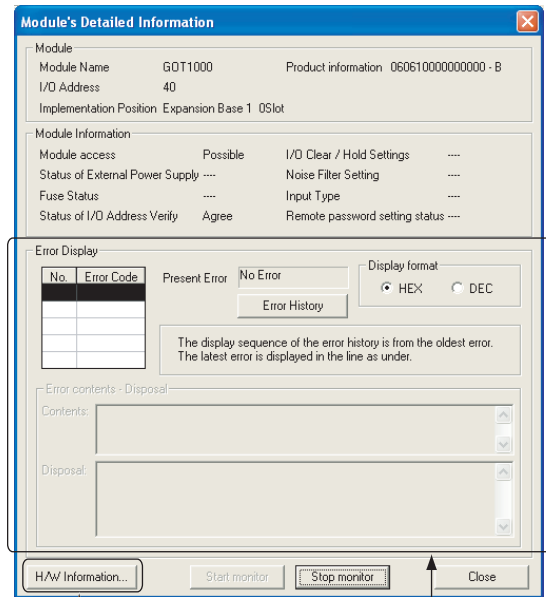 Module's Detailed Information
Module
Module Name GOT1000 Product information 060610000000000 - B
I/O Address 40
Implementation Position Expansion Base 1 0Slot
Module Information
Module access Possible I/O Clear / Hold Settings ----
Status of External Power Supply ---- Noise Filter Setting ----
Fuse Status ---- Input Type ----
Status of I/O Address Verify Agree Remote password setting status ----
Error Display
No. Error Code Present Error No Error Display format
HEX DEC
Error History
The display sequence of the error history is from the oldest error.
The latest error is displayed in the line as under.
Error contents - Disposal
Contents:
Disposal:
H/W Information... Start monitor Stop monitor Close